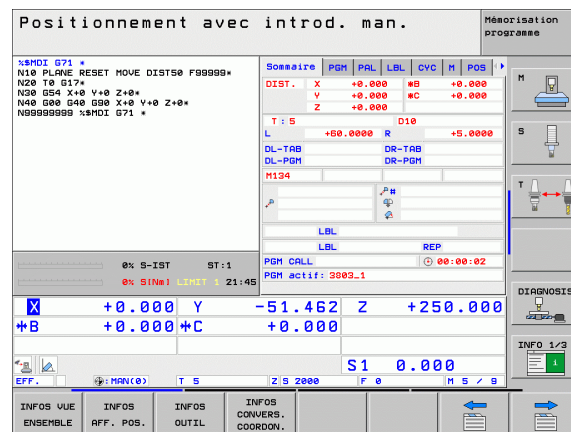 Positionnement avec introd. man.
Mémorisation
programme
%$MDI G71 *
N10 PLANE RESET MOVE DIST50 F99999*
N20 T0 G17*
N30 G54 X+0 Y+0 Z+0*
N40 G00 G40 G90 X+0 Y+0 Z+0*
N99999999 %$MDI G71 *
Sommaire PGM PAL LBL CYC M POS
DIST. X +0.000 *B +0.000
Y +0.000 *C +0.000
Z +0.000
T : 5 D10
L +60.0000 R +5.0000
DL-TAB DR-TAB
DL-PGM DR-PGM
M134
P #
P
LBL
LBL REP
PGM CALL 00:00:02
PGM actif: 3803_1
0% S-IST ST:1
0% S[Nm] LIMIT 1 21:45
X +0.000 Y -51.462 Z +250.000
*B +0.000 *C +0.000
S1 0.000
EFF. : MAN(0) T 5 Z S 2000 F 0 M 5 / 9
M
S
T
DIAGNOSIS
INFO 1/3
INFOS VUE
ENSEMBLE
INFOS
AFF. POS.
INFOS
OUTIL
INFOS
CONVERS.
COORDON.